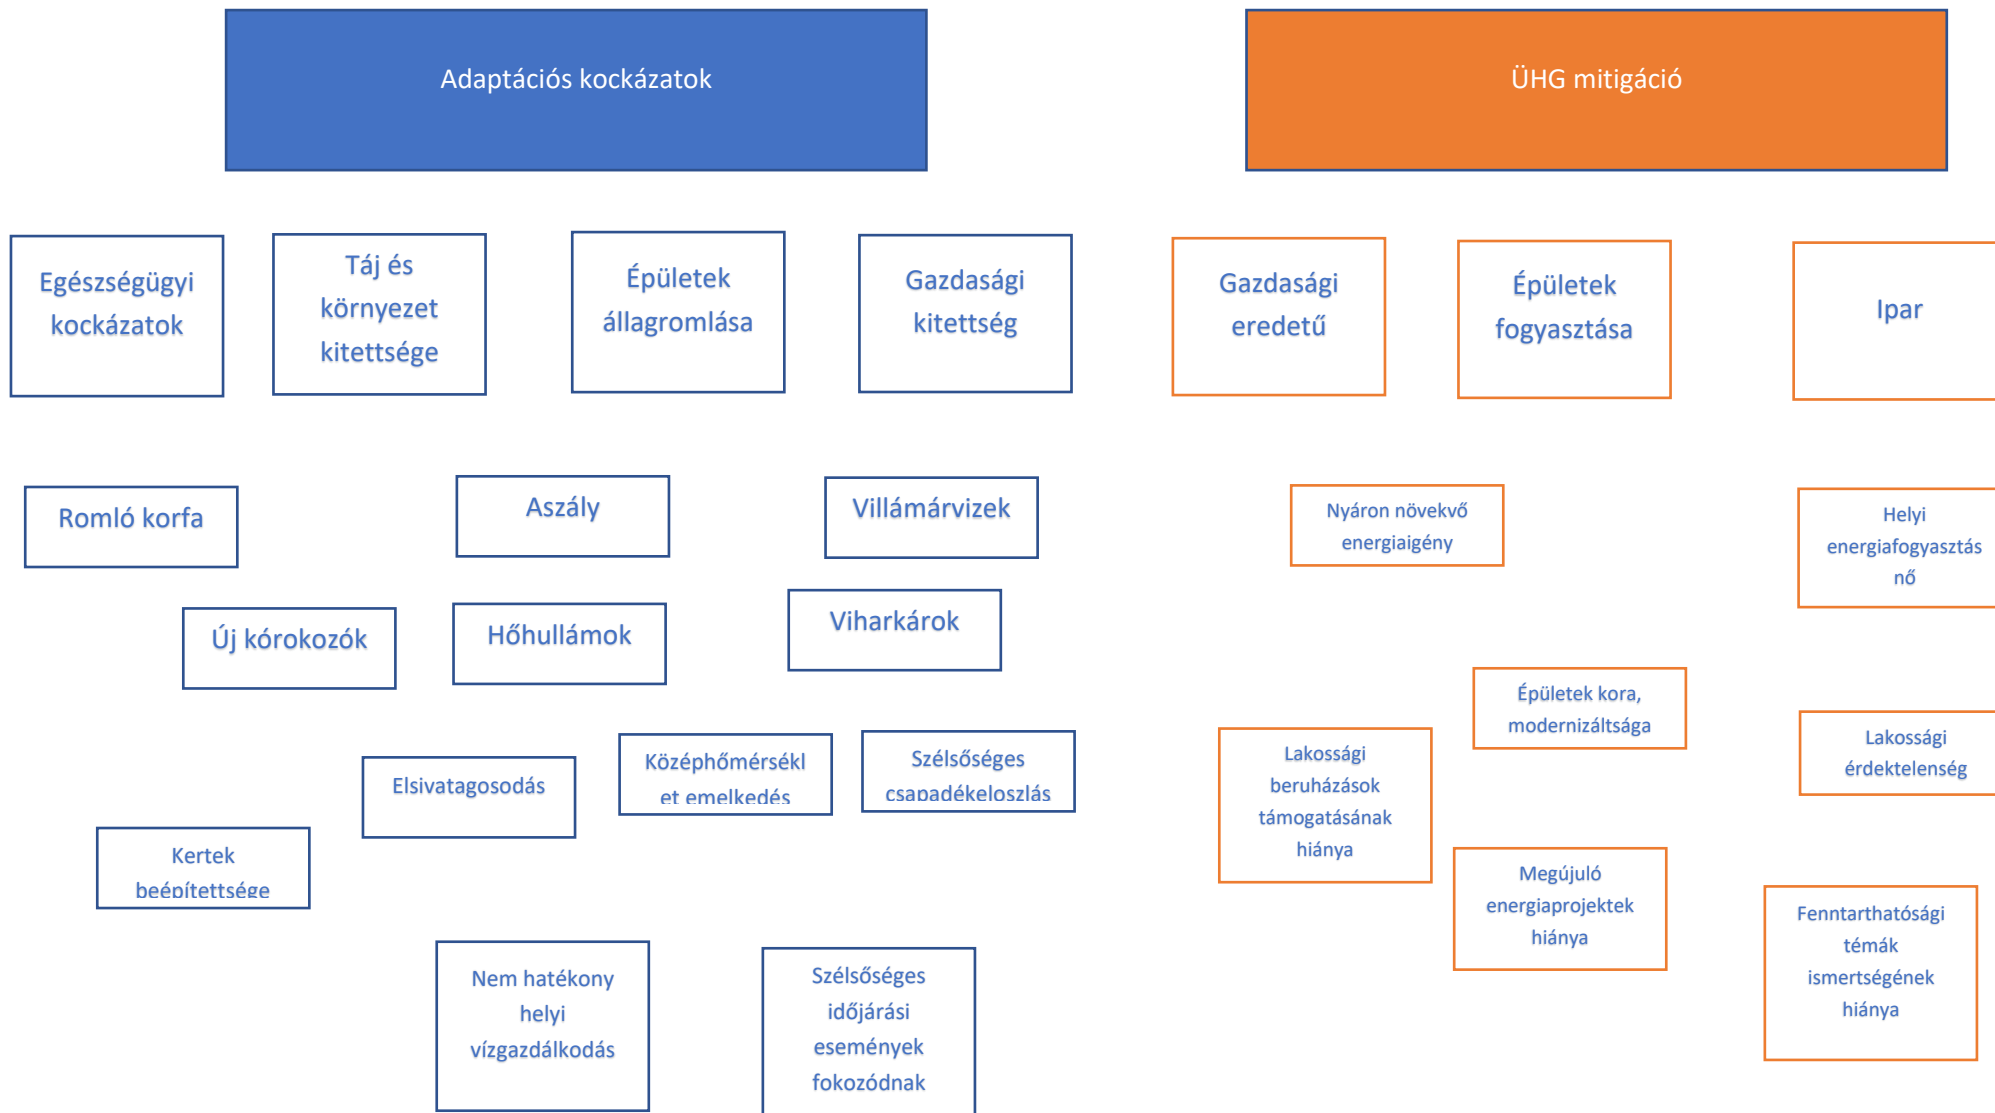 Adaptációs kockázatok
ÜHG mitigáció
Egészségügyi
kockázatok
Táj és
környezet
kitettsége
Épületek
állagromlása
Gazdasági
kitettség
Gazdasági
eredetű
Épületek
fogyasztása
Ipar
Romló korfa
Aszály
Villámárvizek
Nyáron növekvő
energiaigény
Helyi
energiafogyasztás
nő
Új kórokozók
Hőhullámok
Viharkárok
Épületek kora,
modernizáltsága
Elsivatagosodás
Középhőmérsékl
et emelkedés
Szélsőséges
csapadékeloszlás
Lakossági
beruházások
támogatásának
hiánya
Lakossági
érdektelenség
Kertek
beépítettsége
Megújuló
energiaprojektek
hiánya
Fenntarthatósági
témák
ismertségének
hiánya
Nem hatékony
helyi
vízgazdálkodás
Szélsőséges
időjárási
események
fokozódnak